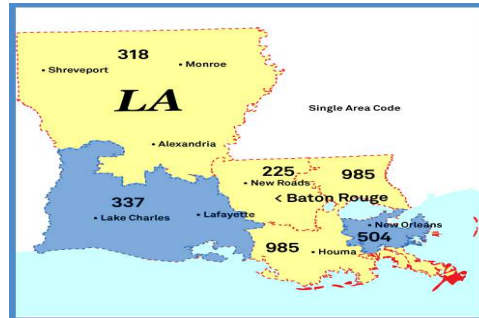 318
Shreveport
Monroe
LA
Single Area Code
Alexandria
225
985
New Roads
337
< Baton Rouge
Lake Charles
Lafayette
New Orleans
504
985
Houma